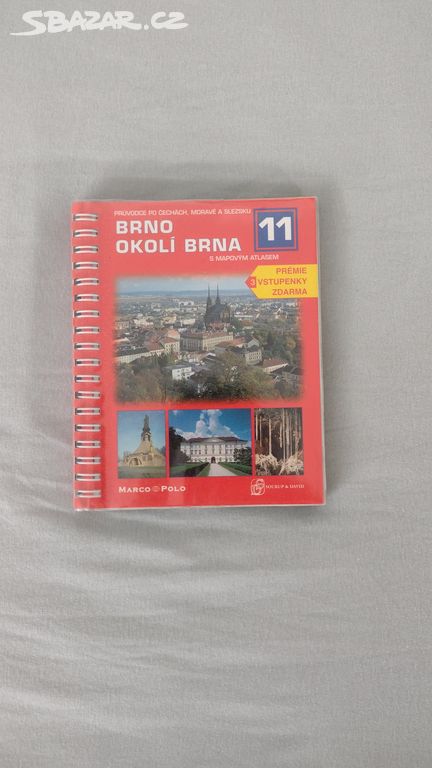 SBAZAR.CZ
PRŮVODCE PO ČECHÁCH, MORAVĚ A SLEZSKU
BRNO
OKOLÍ BRNA
11
S MAPOVÝM ATLASEM
PRÉMIE
3 VSTUPENKY
ZDARMA
MARCO POLO
SOUKUP & DAVID